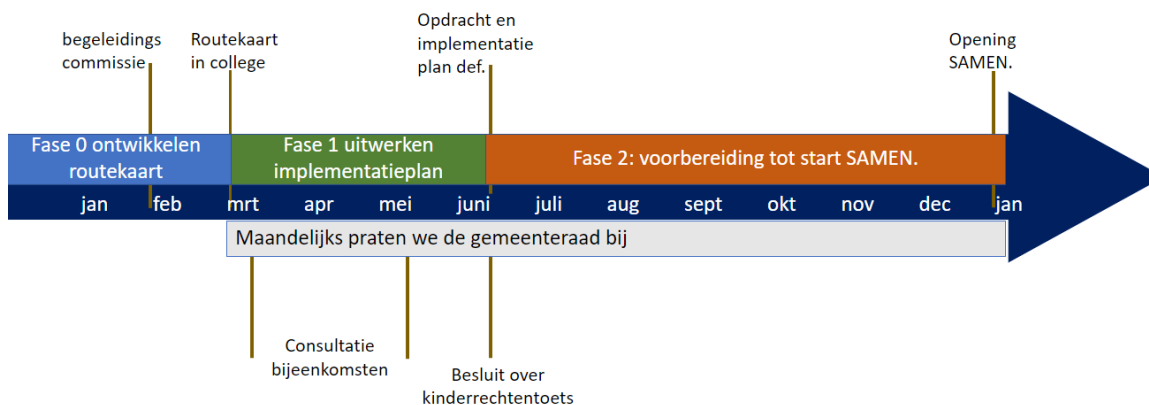 begeleidings
commissie
Routekaart
in college
Opdracht en
implementatie
plan def.
Opening
SAMEN.
Fase 0 ontwikkelen
routekaart
Fase 1 uitwerken
implementatieplan
Fase 2: voorbereiding tot start SAMEN.
jan feb mrt apr mei juni juli aug sept okt nov dec jan
Maandelijks praten we de gemeenteraad bij
Consultatie
bijeenkomsten
Besluit over
kinderrechtentoets